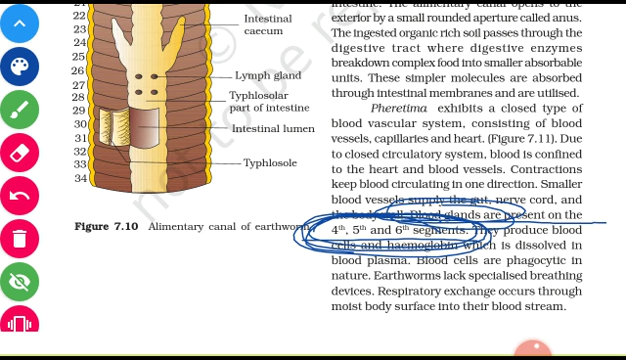 22
23
24
25
26
27
28
29
30
31
32
33
34
Intestinal
caecum
Lymph gland
Typhlosolar
part of intestine
Intestinal lumen
Typhlosole
Figure 7.10 Alimentary canal of earthworm
intestine. The alimentary canal opens to the
exterior by a small rounded aperture called anus.
The ingested organic rich soil passes through the
digestive tract where digestive enzymes
breakdown complex food into smaller absorbable
units. These simpler molecules are absorbed
through intestinal membranes and are utilised.
Pheretima exhibits a closed type of
blood vascular system, consisting of blood
vessels, capillaries and heart. (Figure 7.11). Due
to closed circulatory system, blood is confined
to the heart and blood vessels. Contractions
keep blood circulating in one direction. Smaller
blood vessels supply the gut, nerve cord, and
the body wall. Blood glands are present on the
4th, 5th and 6th segments. They produce blood
cells and haemoglobin which is dissolved in
blood plasma. Blood cells are phagocytic in
nature. Earthworms lack specialised breathing
devices. Respiratory exchange occurs through
moist body surface into their blood stream.